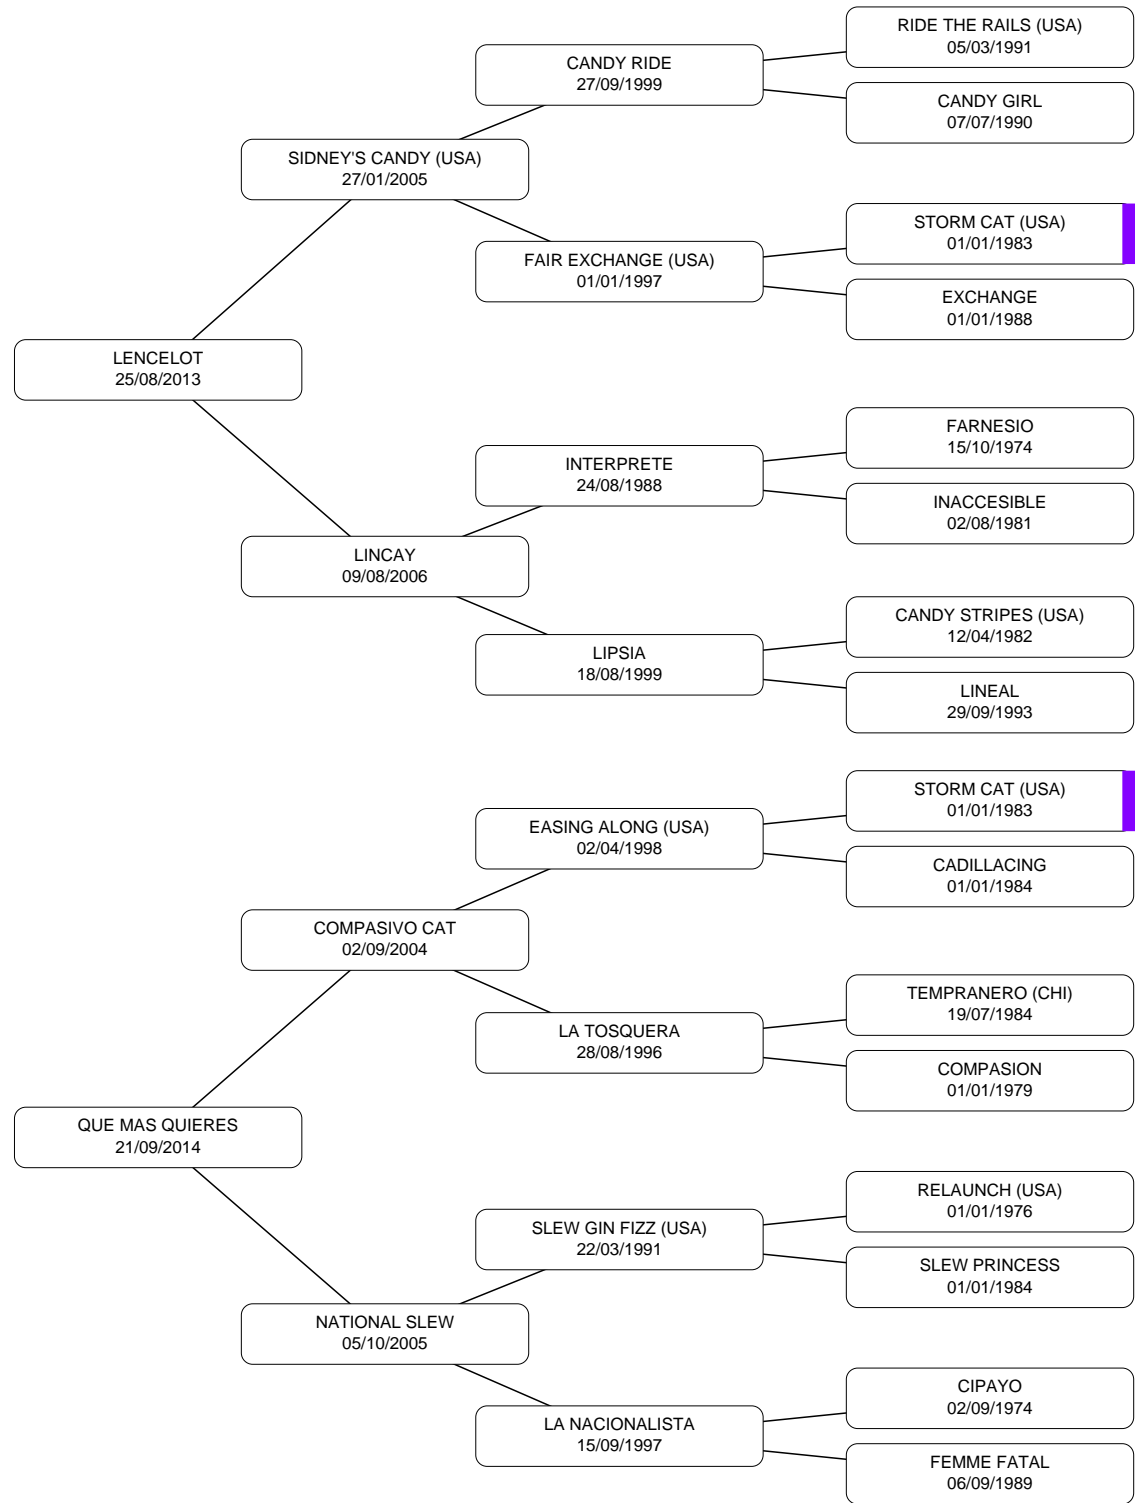 RIDE THE RAILS (USA)
05/03/1991
CANDY RIDE
27/09/1999
CANDY GIRL
07/07/1990
SIDNEY'S CANDY (USA)
27/01/2005
STORM CAT (USA)
01/01/1983
FAIR EXCHANGE (USA)
01/01/1997
EXCHANGE
01/01/1988
LENCELOT
25/08/2013
FARNESIO
15/10/1974
INTERPRETE
24/08/1988
INACCESIBLE
02/08/1981
LINCAY
09/08/2006
CANDY STRIPES (USA)
12/04/1982
LIPSIA
18/08/1999
LINEAL
29/09/1993
STORM CAT (USA)
01/01/1983
EASING ALONG (USA)
02/04/1998
CADILLACING
01/01/1984
COMPASIVO CAT
02/09/2004
TEMPRANERO (CHI)
19/07/1984
LA TOSQUERA
28/08/1996
COMPASION
01/01/1979
QUE MAS QUIERES
21/09/2014
RELAUNCH (USA)
01/01/1976
SLEW GIN FIZZ (USA)
22/03/1991
SLEW PRINCESS
01/01/1984
NATIONAL SLEW
05/10/2005
CIPAYO
02/09/1974
LA NACIONALISTA
15/09/1997
FEMME FATAL
06/09/1989